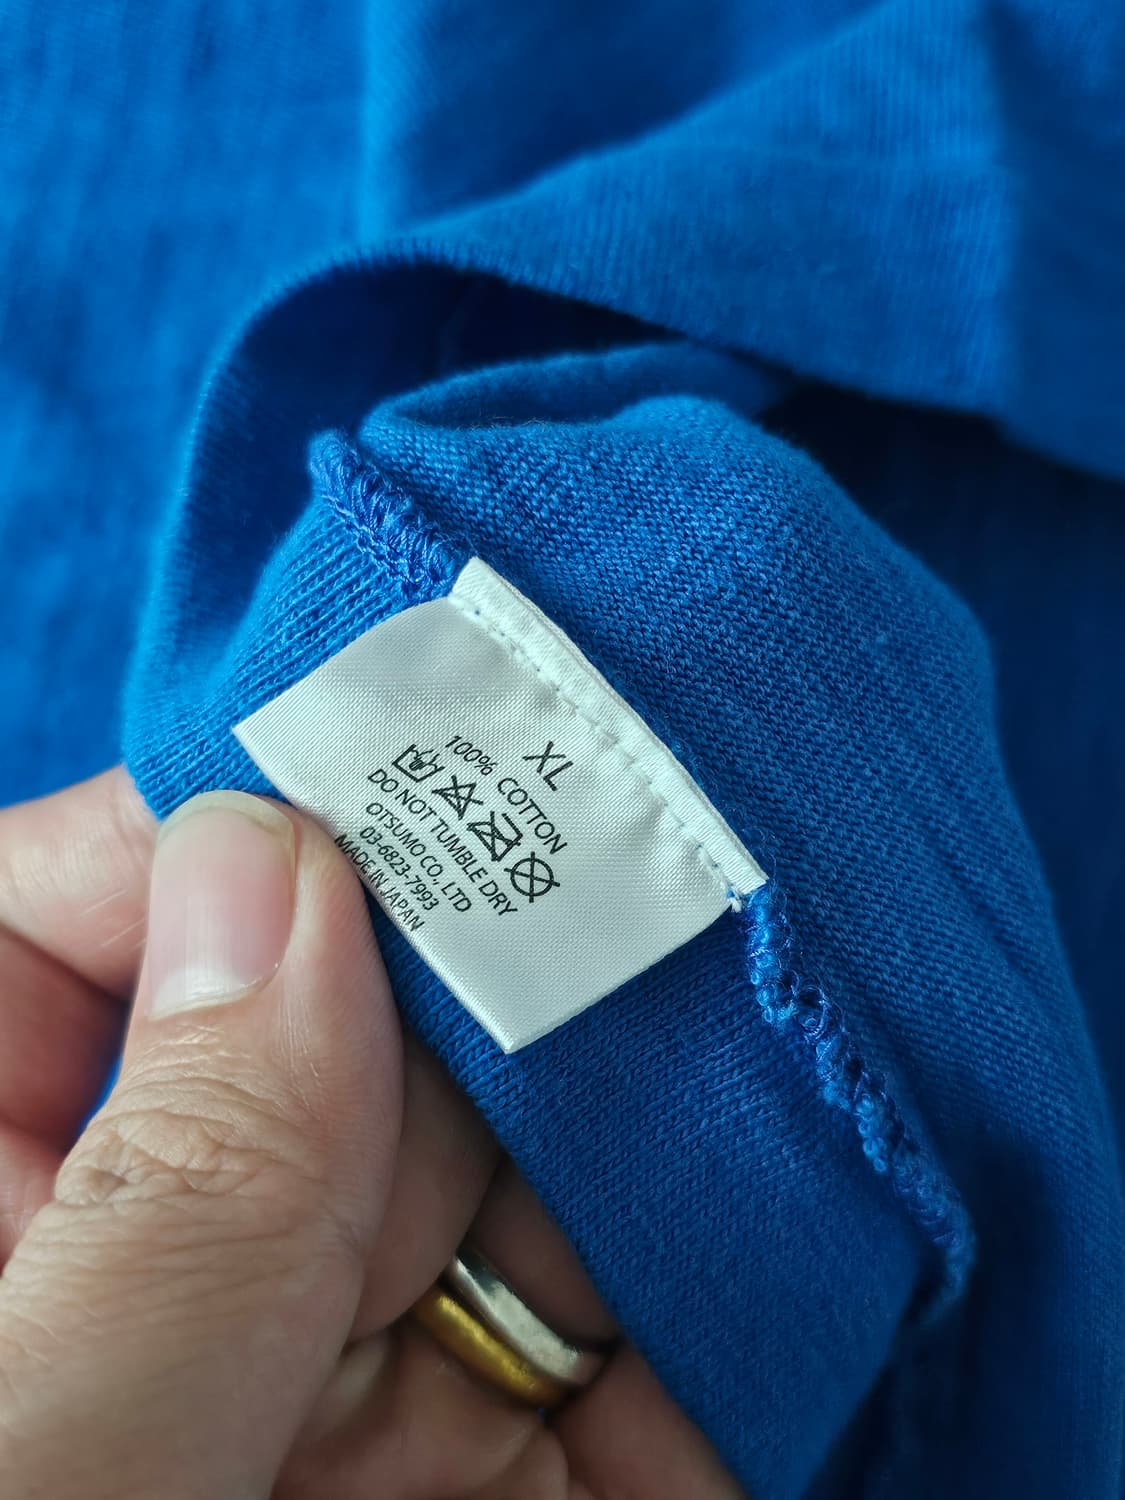 XL
100% COTTON
DO NOT TUMBLE DRY
OTSUMO CO., LTD
03-6823-7993
MADE IN JAPAN